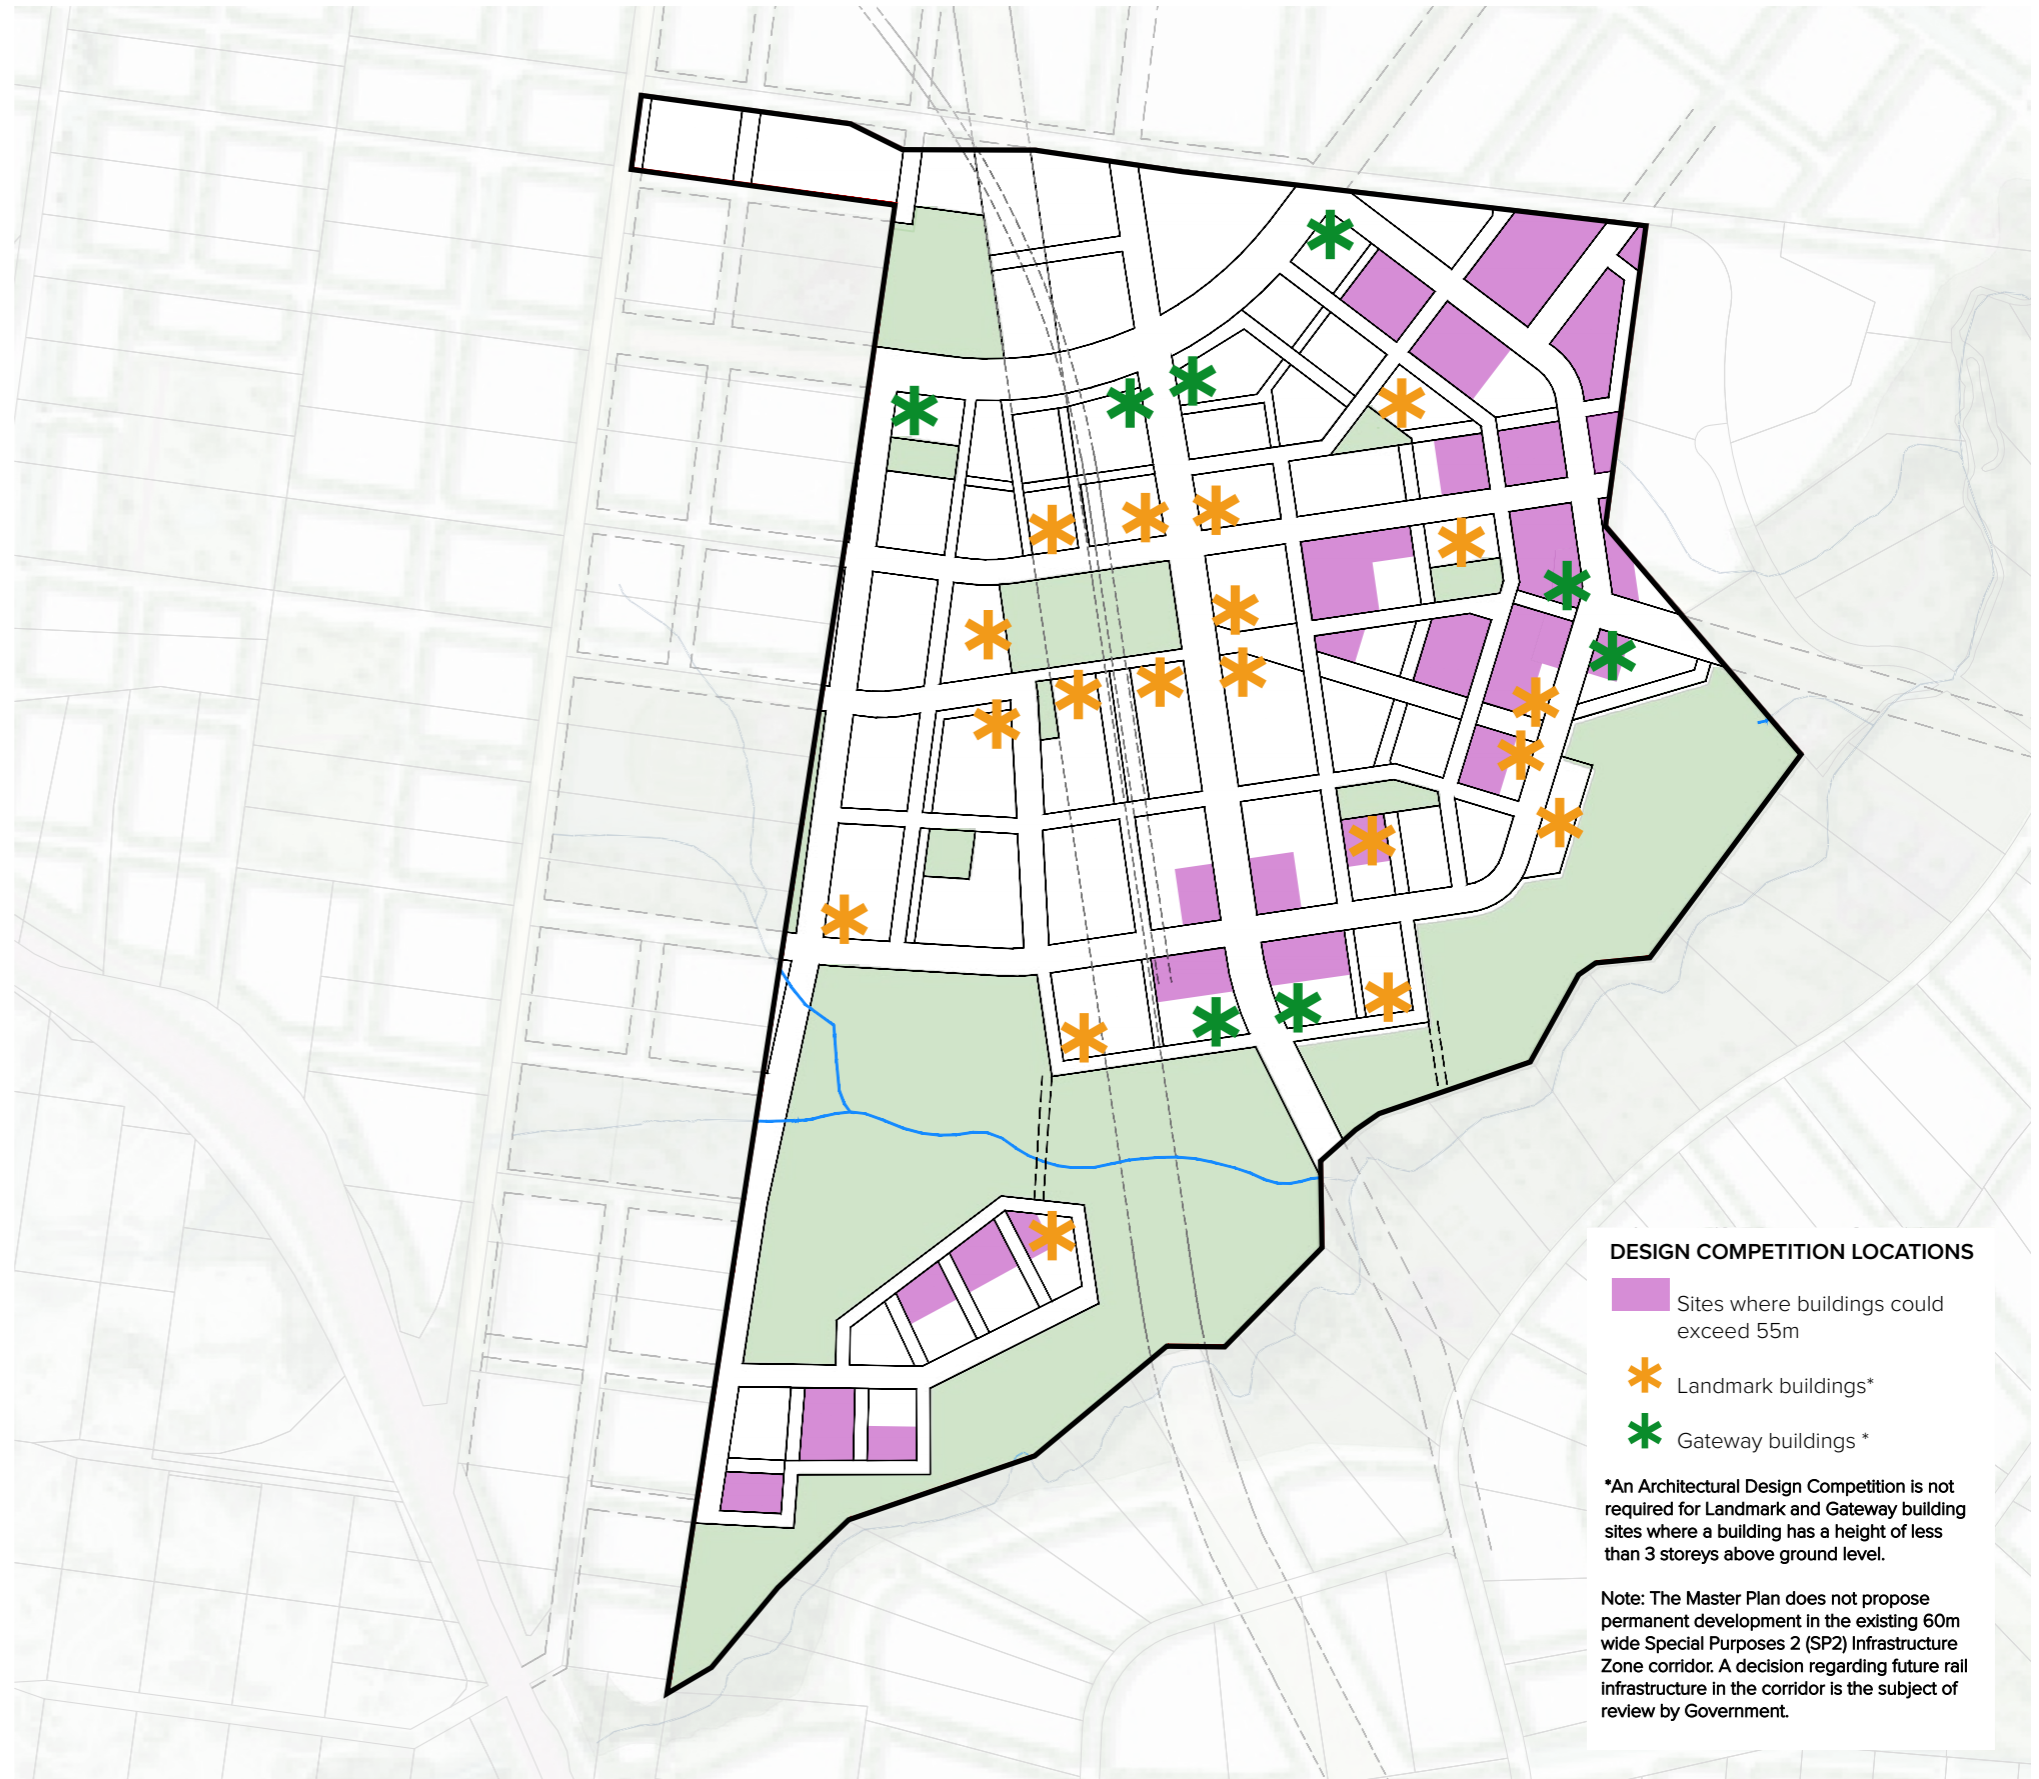 DESIGN COMPETITION LOCATIONS
Sites where buildings could
exceed 55m
Landmark buildings*
Gateway buildings *
*An Architectural Design Competition is not
required for Landmark and Gateway building
sites where a building has a height of less
than 3 storeys above ground level.
Note: The Master Plan does not propose
permanent development in the existing 60m
wide Special Purposes 2 (SP2) Infrastructure
Zone corridor. A decision regarding future rail
infrastructure in the corridor is the subject of
review by Government.